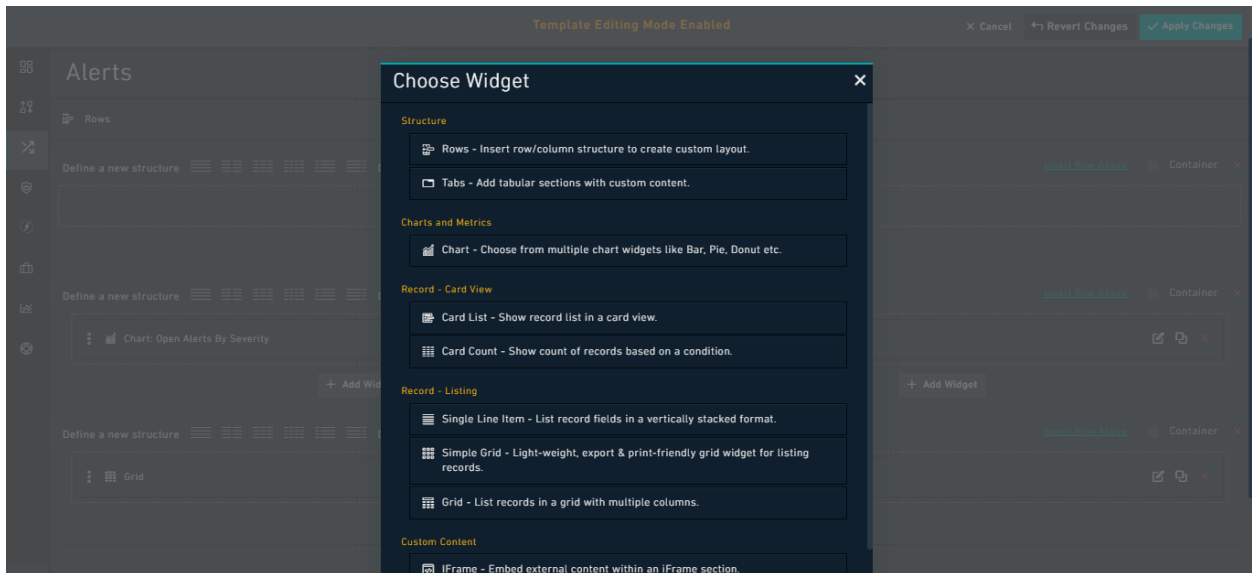 Template Editing Mode Enabled
× Cancel
Revert Changes
Apply Changes
Alerts
Rows
Define a new structure
Insert Row Above
Container
Define a new structure
Insert Row Above
Container
Chart: Open Alerts By Severity
+ Add Wid
+ Add Widget
Define a new structure
Insert Row Above
Container
Grid
Choose Widget
Structure
Rows - Insert row/column structure to create custom layout.
Tabs - Add tabular sections with custom content.
Charts and Metrics
Chart - Choose from multiple chart widgets like Bar, Pie, Donut etc.
Record - Card View
Card List - Show record list in a card view.
Card Count - Show count of records based on a condition.
Record - Listing
Single Line Item - List record fields in a vertically stacked format.
Simple Grid - Light-weight, export & print-friendly grid widget for listing
records.
Grid - List records in a grid with multiple columns.
Custom Content
IFrame - Embed external content within an iFrame section.